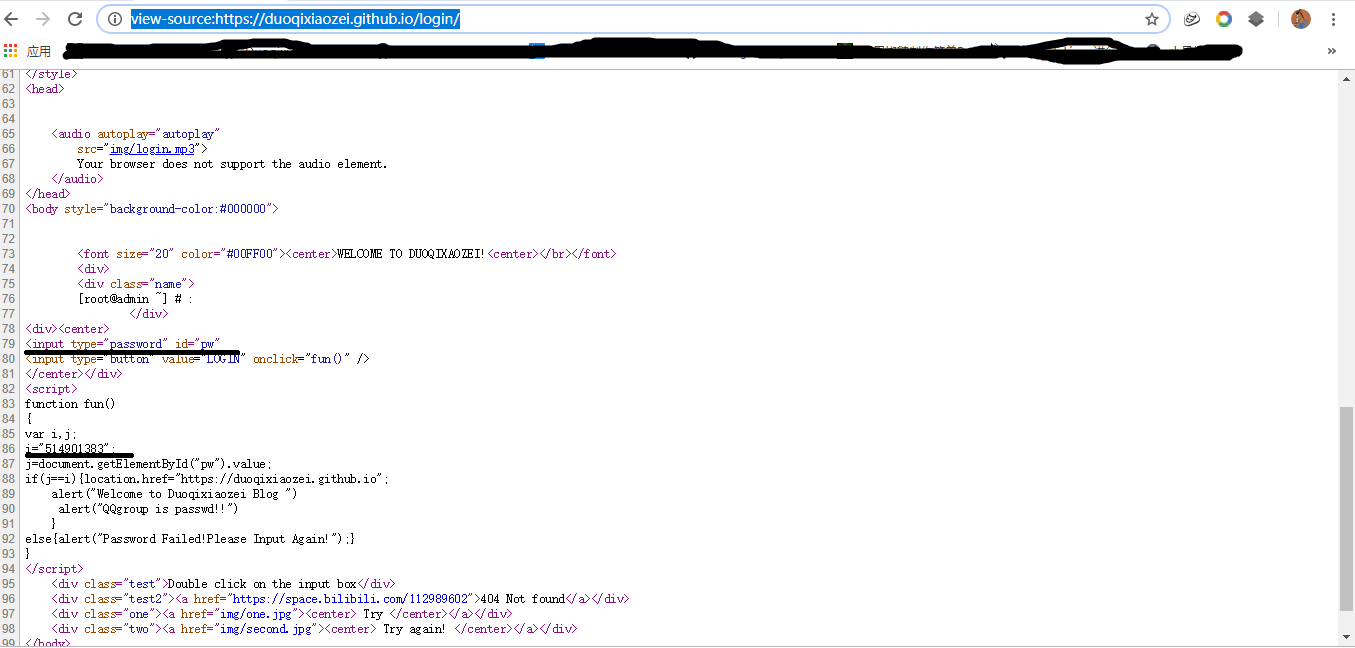 view-source:https://duoqixiaozei.github.io/login/
应用
»
61 </style>
62 <head>
63
64
65 <audio autoplay="autoplay"
66 src="img/login.mp3">
67 Your browser does not support the audio element.
68 </audio>
69 </head>
70 <body style="background-color:#000000">
71
72
73 <font size="20" color="#00FF00"><center>WELCOME TO DUOQIXAOZEI!<center></br></font>
74 <div>
75 <div class="name">
76 [root@admin ~] # :
77 </div>
78 <div><center>
79 <input type="password" id="pw"
80 <input type="button" value="LOGIN" onclick="fun()" />
81 </center></div>
82 <script>
83 function fun()
84 {
85 var i,j;
86 i="514901383";
87 j=document.getElementById("pw").value;
88 if(j==i){location.href="https://duoqixiaozei.github.io";
89 alert("Welcome to Duoqixiaozei Blog ")
90 alert("QQgroup is passwd!!")
91 }
92 else{alert("Password Failed!Please Input Again!");}
93 }
94 </script>
95 <div class="test">Double click on the input box</div>
96 <div class="test2"><a href="https://space.bilibili.com/112989602">404 Not found</a></div>
97 <div class="one"><a href="img/one.jpg"><center> Try </center></a></div>
98 <div class="two"><a href="img/second.jpg"><center> Try again! </center></a></div>
99 </body>